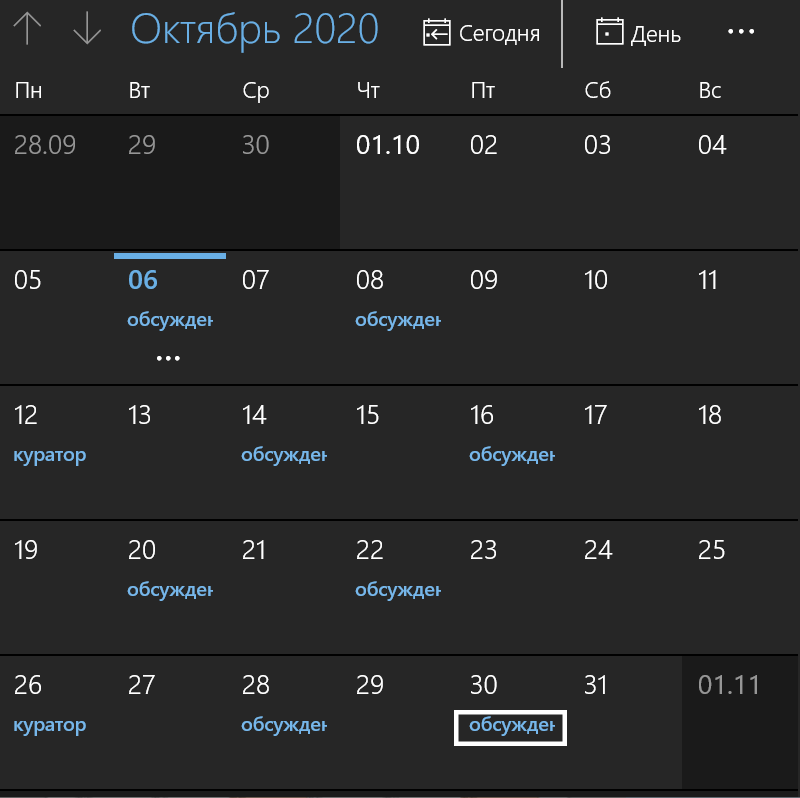 Октябрь 2020 Сегодня День ...
Пн Вт Ср Чт Пт Сб Вс
28.09 29 30 01.10 02 03 04
05 06 07 08 09 10 11
обсужден обсужден
...
12 13 14 15 16 17 18
куратор обсужден обсужден
19 20 21 22 23 24 25
обсужден обсужден
26 27 28 29 30 31 01.11
куратор обсужден обсужден